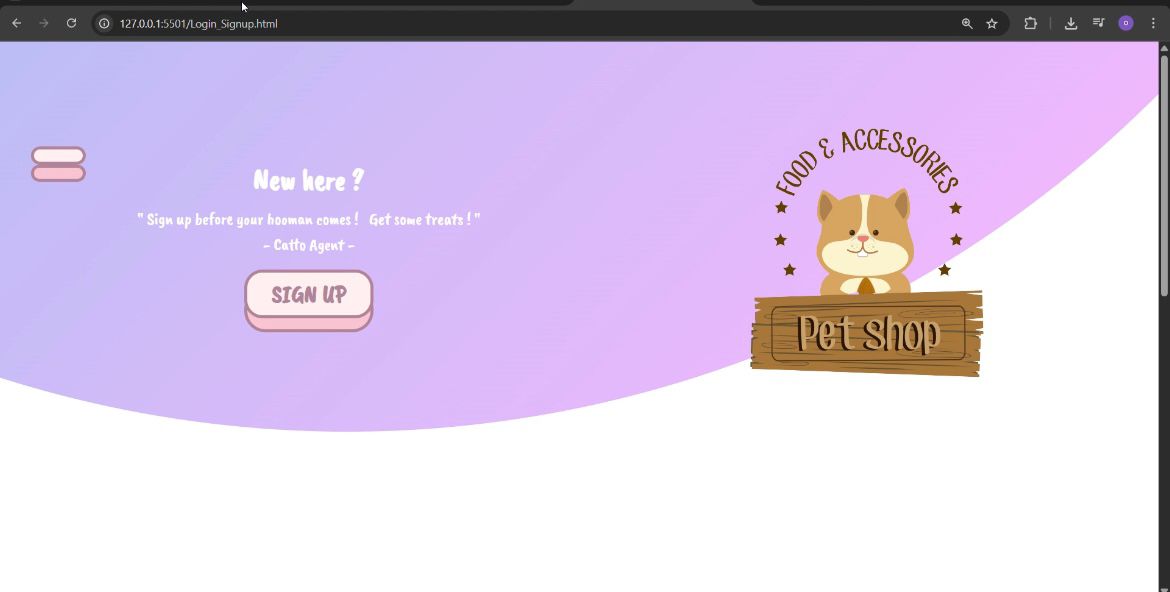 127.0.0.1:5501/Login_Signup.html
New here ?
" Sign up before your hooman comes ! Get some treats ! "
- Catto Agent -
SIGN UP
FOOD & ACCESSORIES
Pet shop